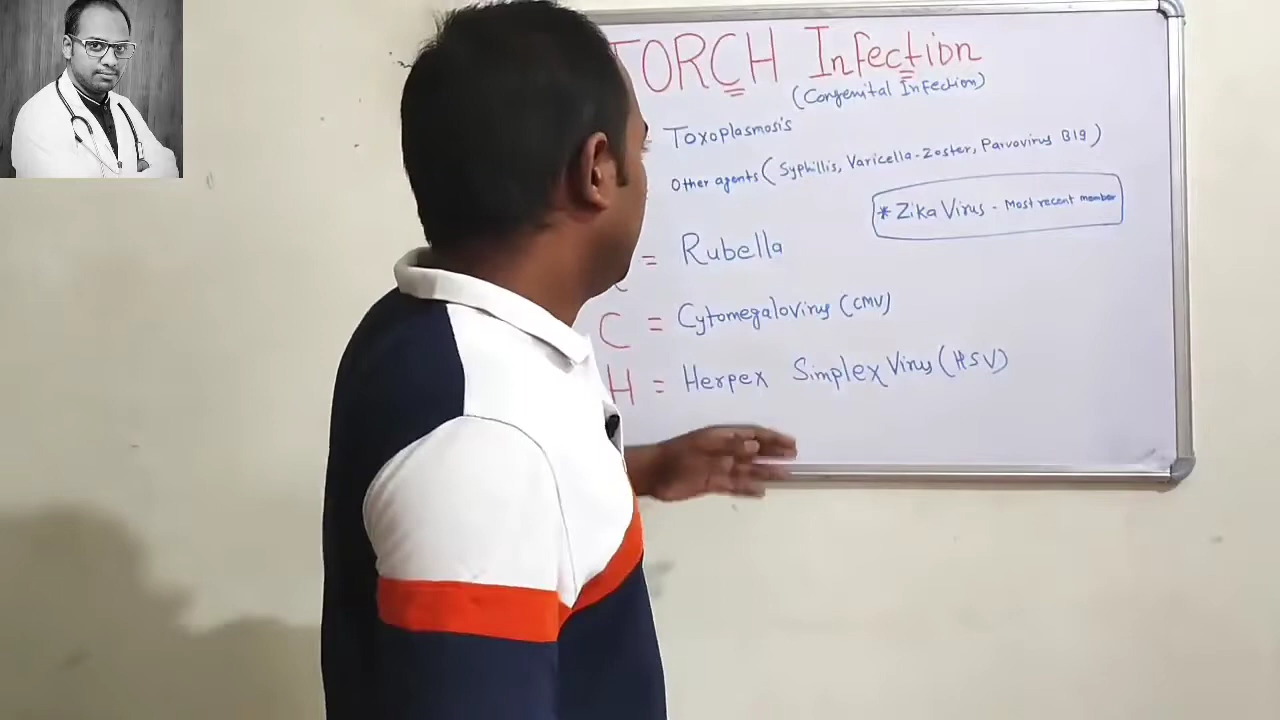 TORCH Infection
(Congenital Infection)
Toxoplasmosis
Other agents (Syphillis, Varicella-Zoster, Parvovirus B19)
*Zika Virus - Most recent member
= Rubella
C = Cytomegalovirus (CMV)
H = Herpex Simplex Virus (HSV)